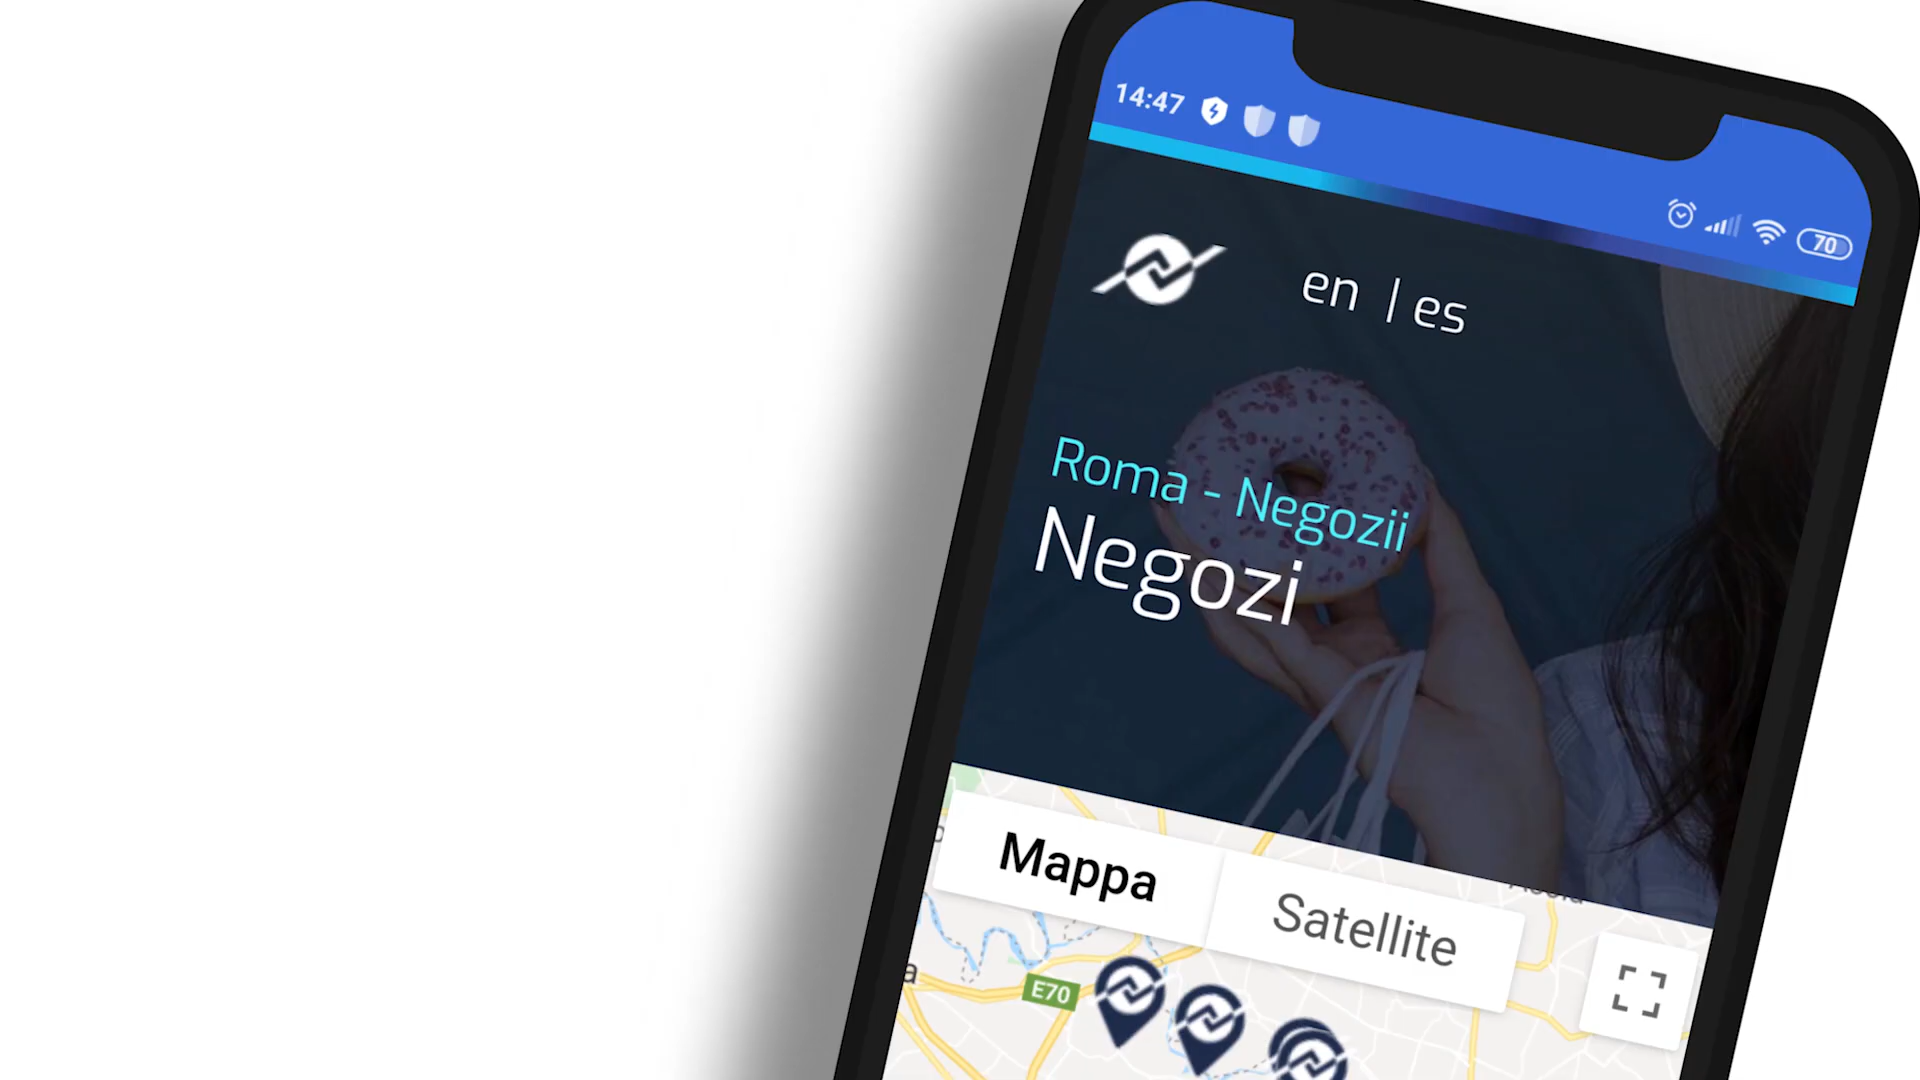 14:47
70
en | es
Roma - Negozii
Negozi
Mappa
Satellite
E70
a